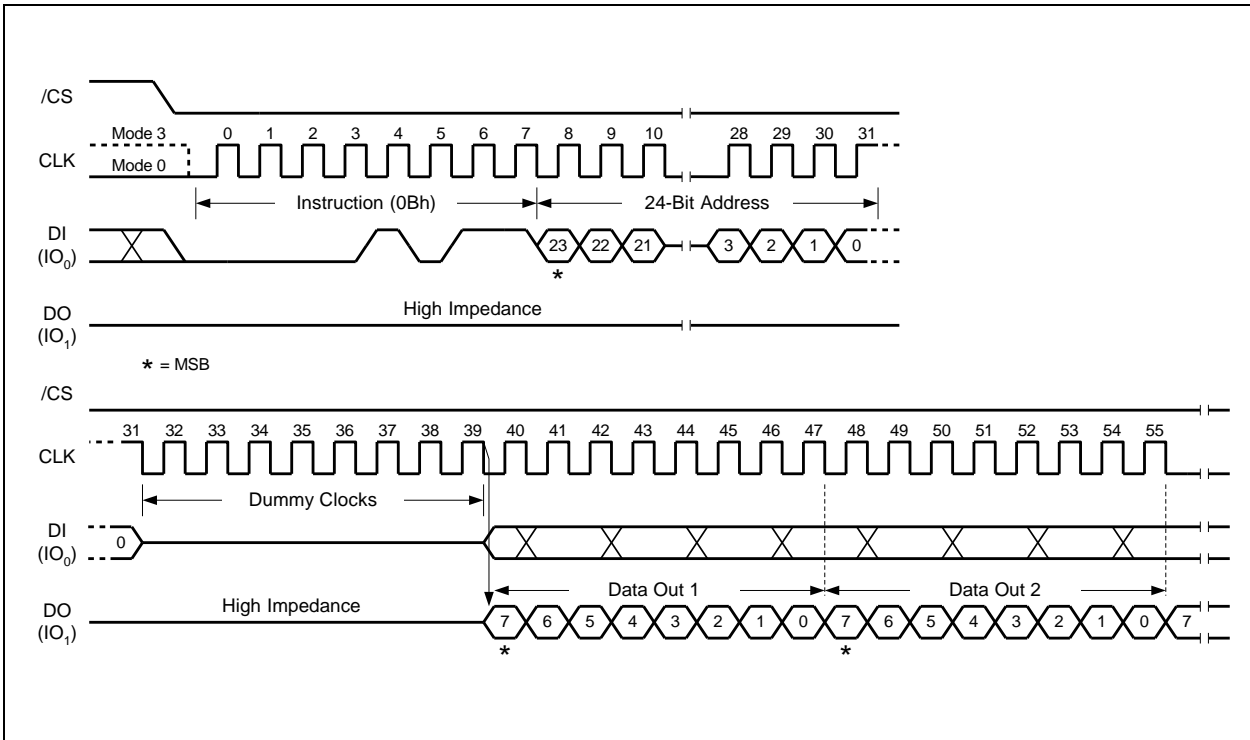 /CS
Mode 3 0 1 2 3 4 5 6 7 8 9 10 28 29 30 31
CLK Mode 0
Instruction (0Bh) 24-Bit Address
DI
(IO0) 23 22 21 3 2 1 0
*
High Impedance
DO
(IO1)
* = MSB
/CS
31 32 33 34 35 36 37 38 39 40 41 42 43 44 45 46 47 48 49 50 51 52 53 54 55
CLK
Dummy Clocks
DI
(IO0) 0
Data Out 1 Data Out 2
High Impedance
DO
(IO1) 7 6 5 4 3 2 1 0 7 6 5 4 3 2 1 0 7
* *